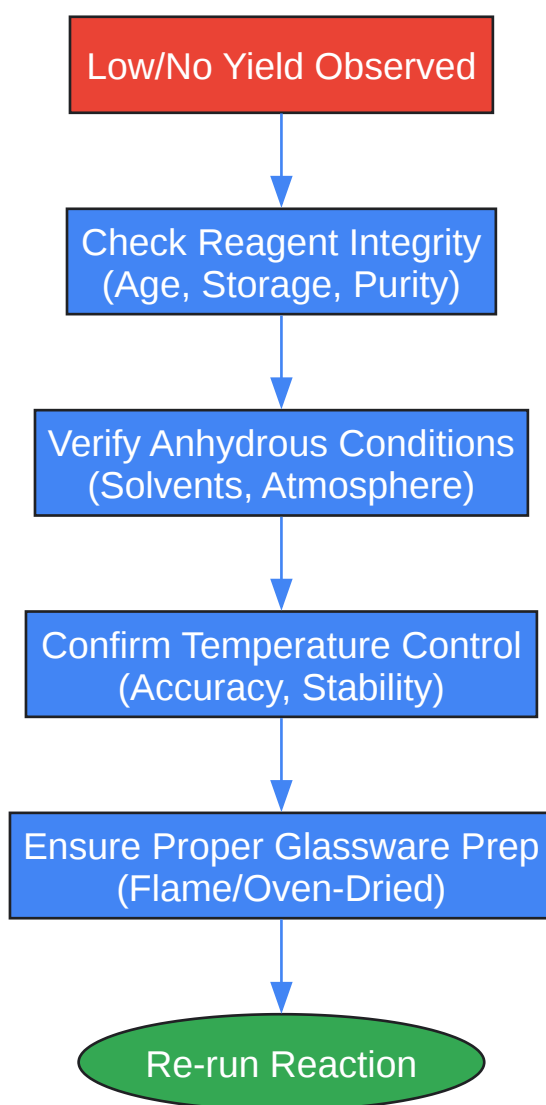 Low/No Yield Observed
Check Reagent Integrity
(Age, Storage, Purity)
Verify Anhydrous Conditions
(Solvents, Atmosphere)
Confirm Temperature Control
(Accuracy, Stability)
Ensure Proper Glassware Prep
(Flame/Oven-Dried)
Re-run Reaction